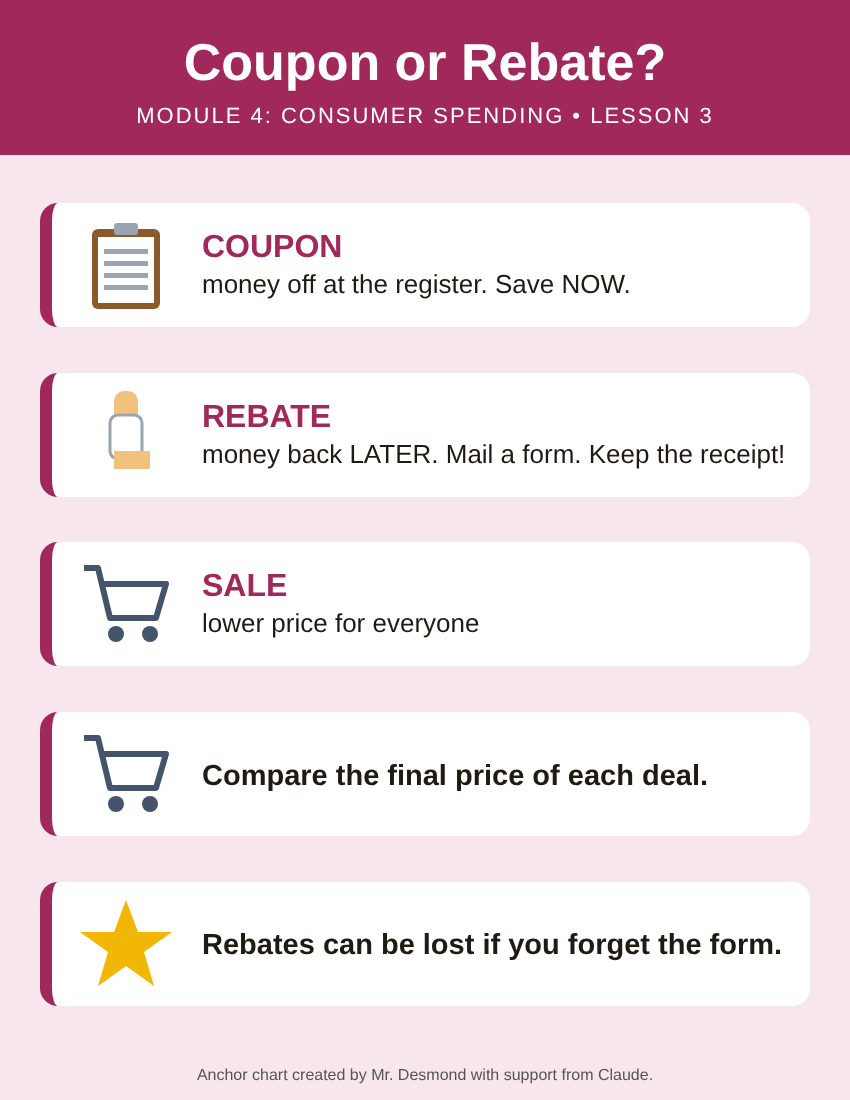 Coupon or Rebate?
MODULE 4: CONSUMER SPENDING • LESSON 3
COUPON
money off at the register. Save NOW.
REBATE
money back LATER. Mail a form. Keep the receipt!
SALE
lower price for everyone
Compare the final price of each deal.
Rebates can be lost if you forget the form.
Anchor chart created by Mr. Desmond with support from Claude.